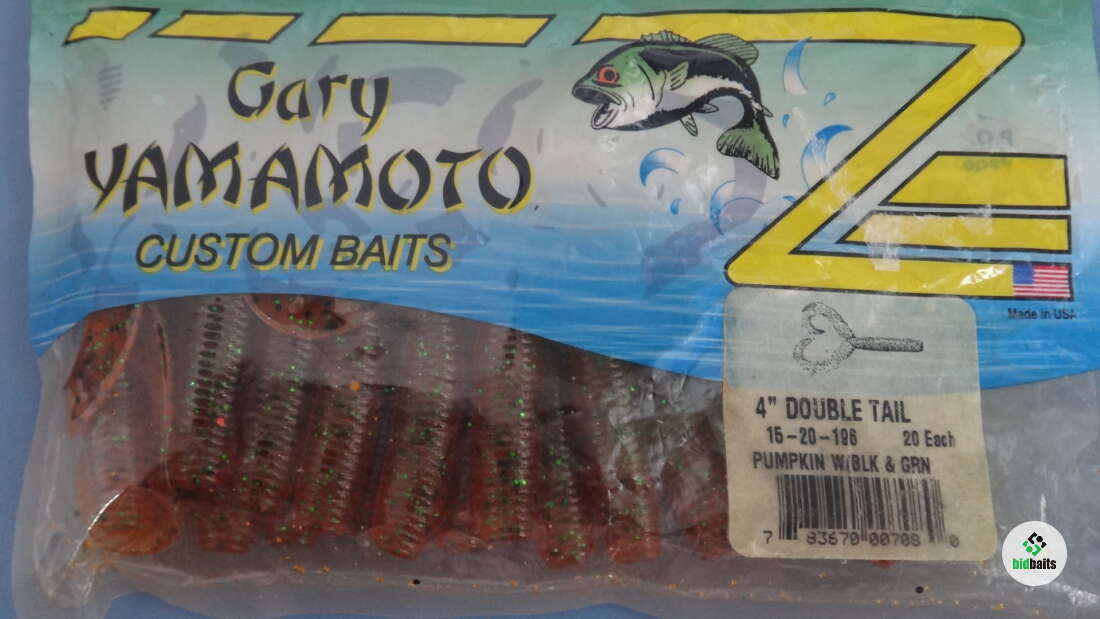 Gary
YAMAMOTO
CUSTOM BAITS
Made in USA
4" DOUBLE TAIL
15-20-196 20 Each
PUMPKIN W/BLK & GRN
7 83670 00708 0
bidbaits